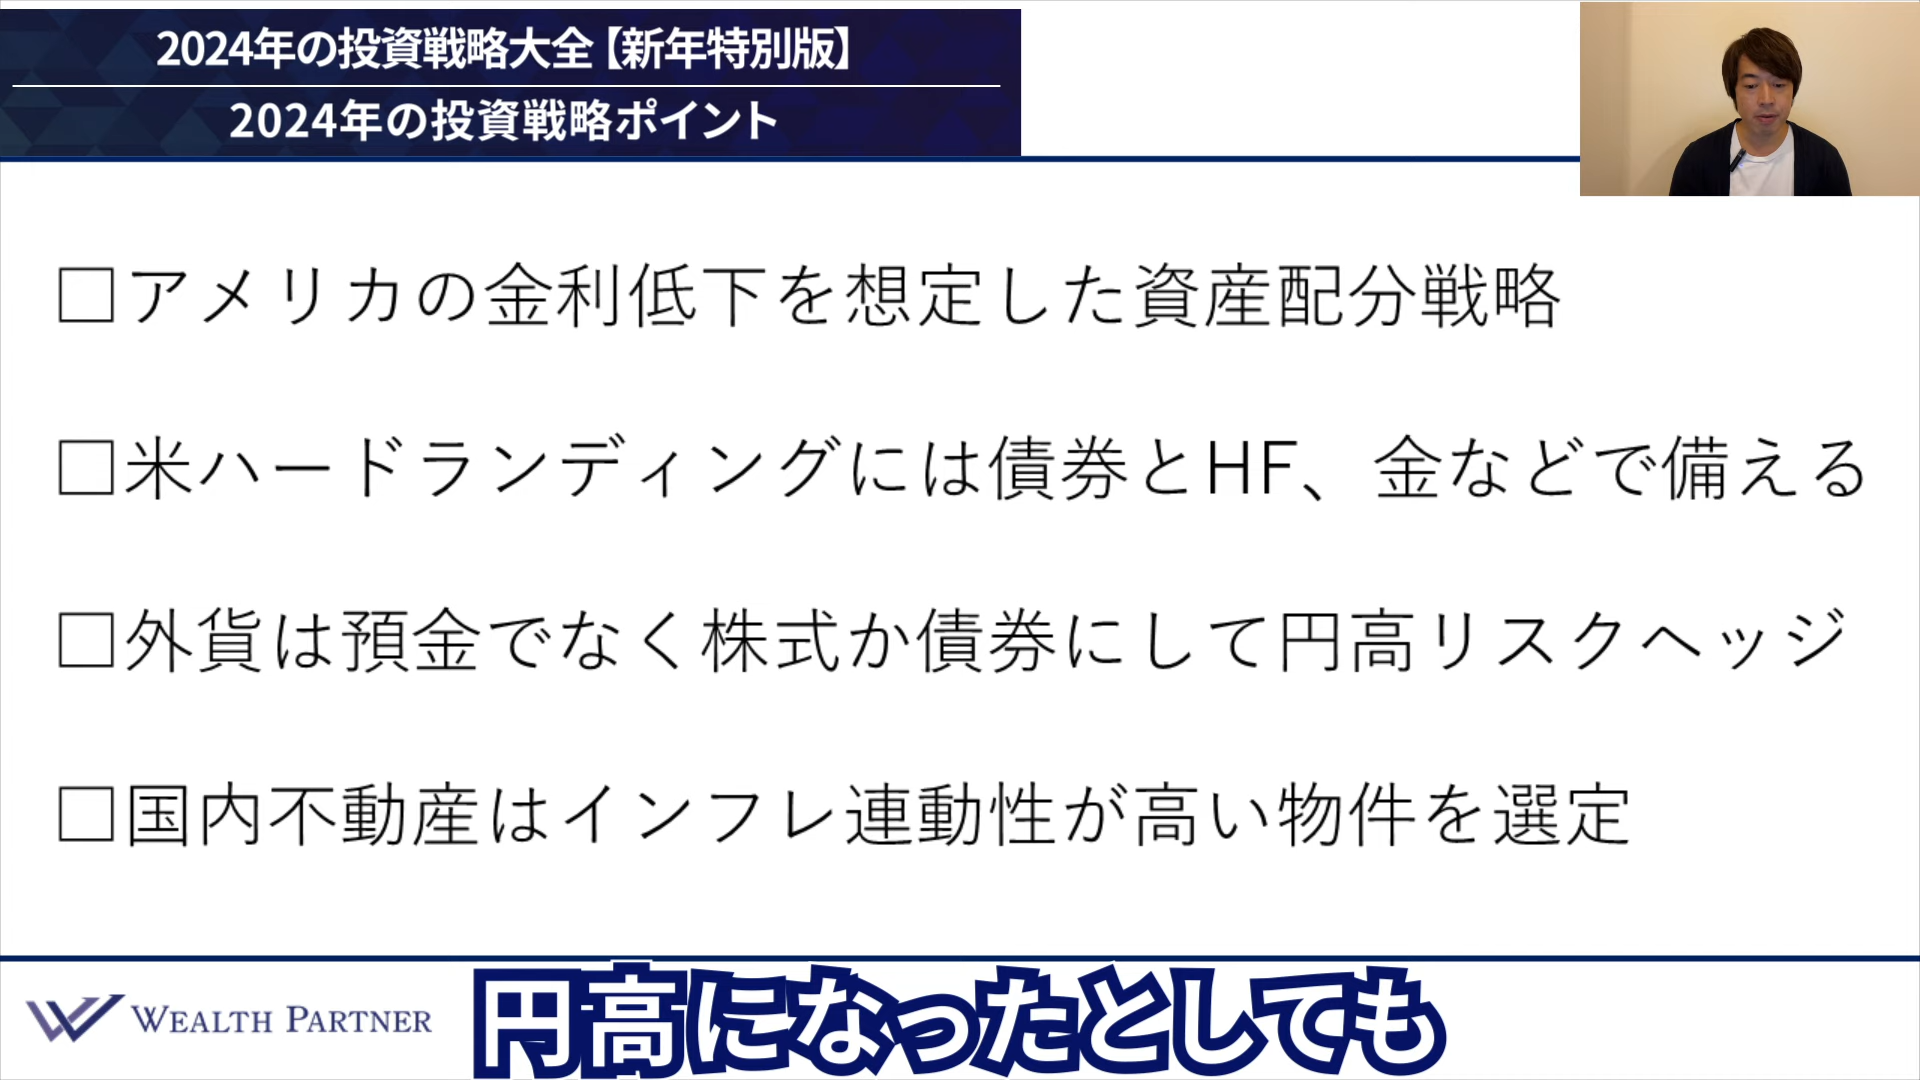 2024年の投資戦略大全【新年特別版】
2024年の投資戦略ポイント
□アメリカの金利低下を想定した資産配分戦略
□米ハードランディングには債券とHF、金などで備える
□外貨は預金でなく株式か債券にして円高リスクヘッジ
□国内不動産はインフレ連動性が高い物件を選定
WEALTH PARTNER
円高になったとしても